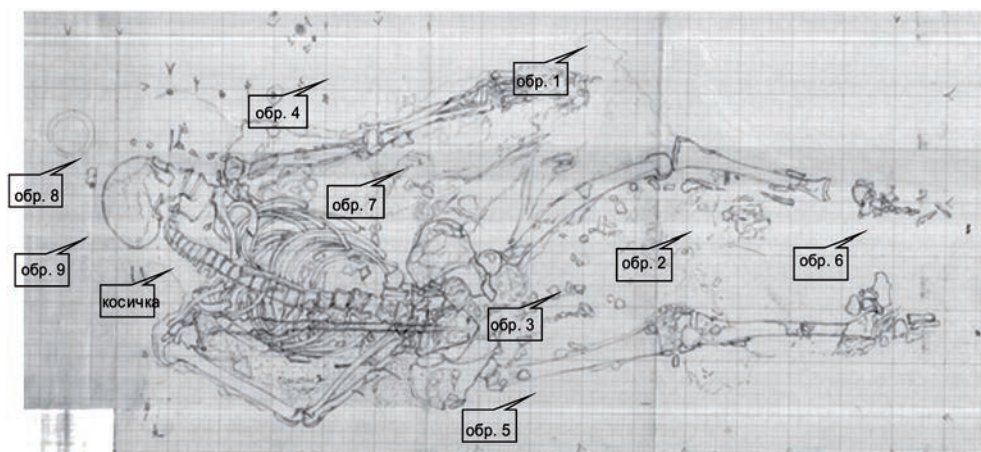 обр. 1
обр. 4
обр. 8
обр. 7
обр. 9
обр. 2
обр. 6
косичка
обр. 3
обр. 5